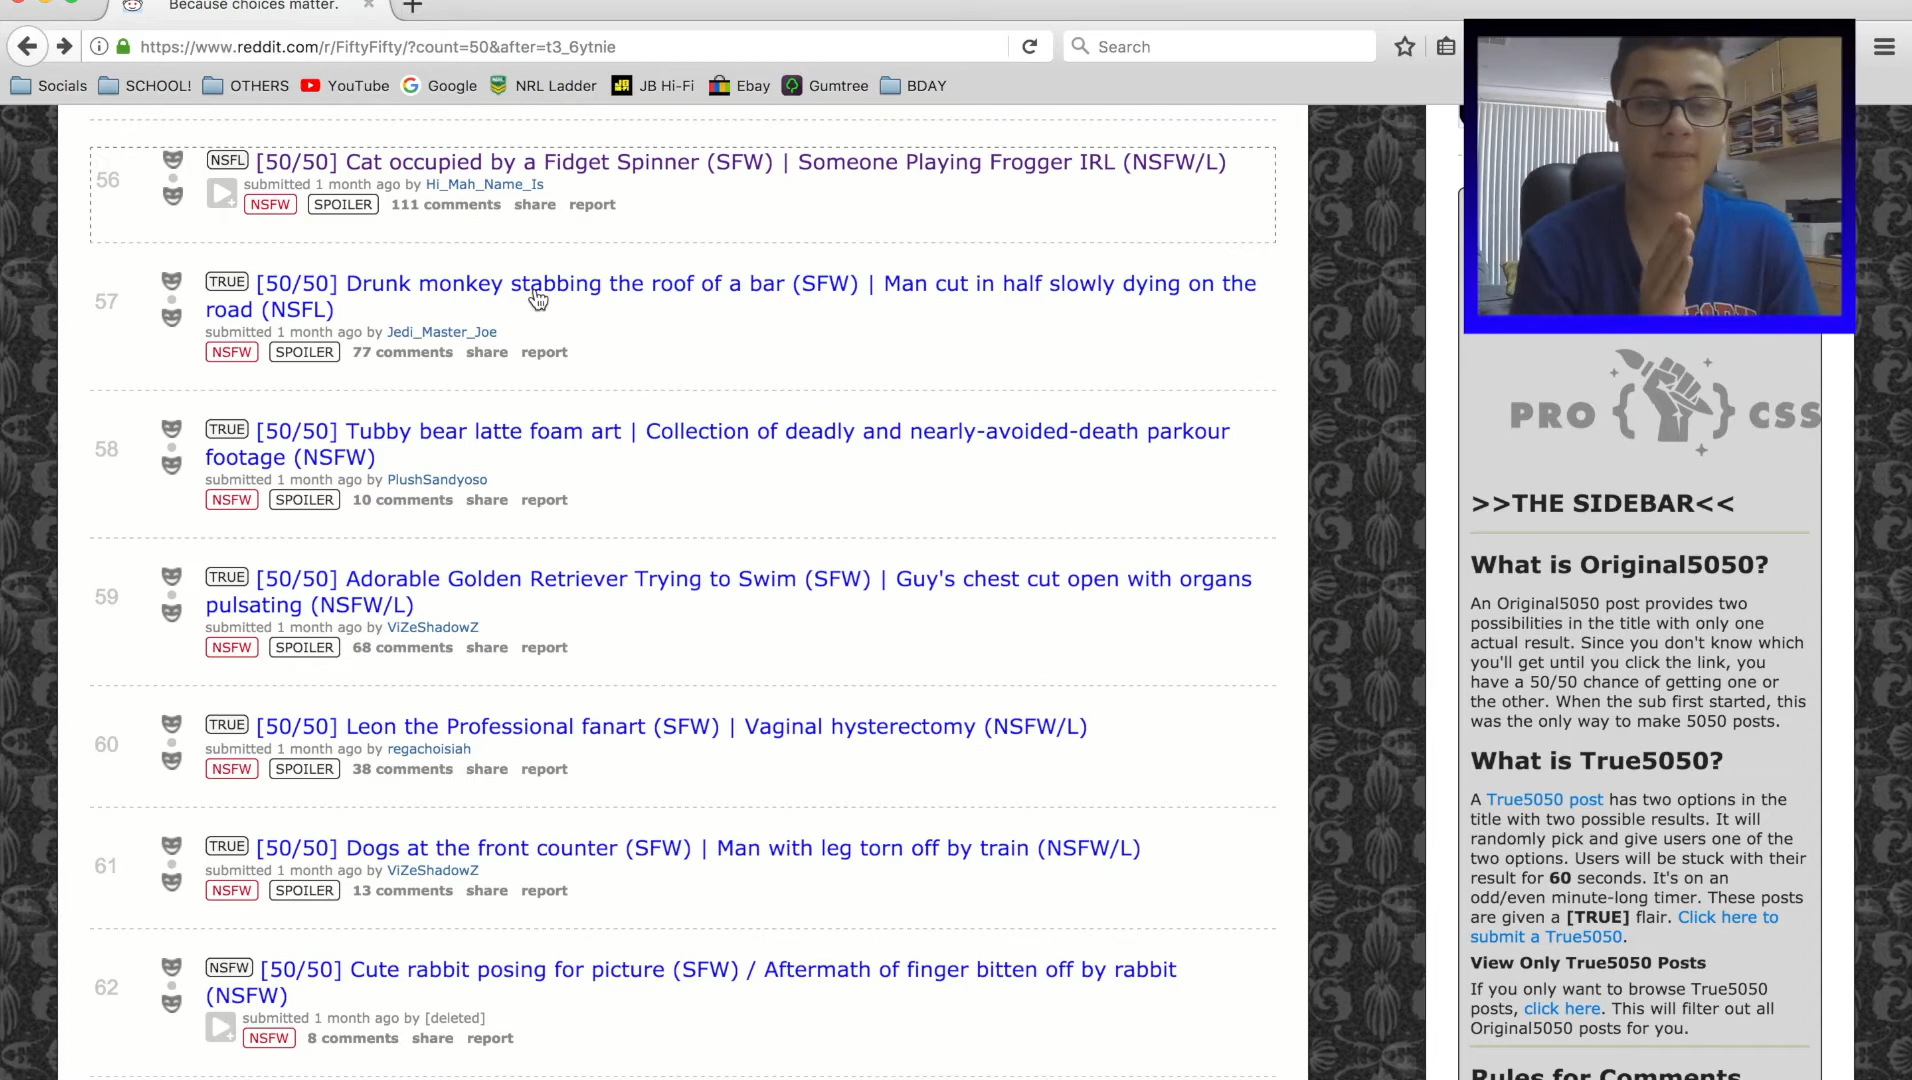 Because choices matter.
https://www.reddit.com/r/FiftyFifty/?count=50&after=t3_6ytnie
Search
Socials SCHOOL! OTHERS YouTube Google NRL Ladder JB Hi-Fi Ebay Gumtree BDAY
56
NSFL [50/50] Cat occupied by a Fidget Spinner (SFW) | Someone Playing Frogger IRL (NSFW/L)
submitted 1 month ago by Hi_Mah_Name_Is
NSFW SPOILER 111 comments share report
57
TRUE [50/50] Drunk monkey stabbing the roof of a bar (SFW) | Man cut in half slowly dying on the
road (NSFL)
submitted 1 month ago by Jedi_Master_Joe
NSFW SPOILER 77 comments share report
58
TRUE [50/50] Tubby bear latte foam art | Collection of deadly and nearly-avoided-death parkour
footage (NSFW)
submitted 1 month ago by PlushSandyoso
NSFW SPOILER 10 comments share report
59
TRUE [50/50] Adorable Golden Retriever Trying to Swim (SFW) | Guy's chest cut open with organs
pulsating (NSFW/L)
submitted 1 month ago by ViZeShadowZ
NSFW SPOILER 68 comments share report
60
TRUE [50/50] Leon the Professional fanart (SFW) | Vaginal hysterectomy (NSFW/L)
submitted 1 month ago by regachoisiah
NSFW SPOILER 38 comments share report
61
TRUE [50/50] Dogs at the front counter (SFW) | Man with leg torn off by train (NSFW/L)
submitted 1 month ago by ViZeShadowZ
NSFW SPOILER 13 comments share report
62
NSFW [50/50] Cute rabbit posing for picture (SFW) / Aftermath of finger bitten off by rabbit
(NSFW)
submitted 1 month ago by [deleted]
NSFW 8 comments share report
PRO { } CSS
>>THE SIDEBAR<<
What is Original5050?
An Original5050 post provides two
possibilities in the title with only one
actual result. Since you don't know which
you'll get until you click the link, you
have a 50/50 chance of getting one or
the other. When the sub first started, this
was the only way to make 5050 posts.
What is True5050?
A True5050 post has two options in the
title with two possible results. It will
randomly pick and give users one of the
two options. Users will be stuck with their
result for 60 seconds. It's on an
odd/even minute-long timer. These posts
are given a [TRUE] flair. Click here to
submit a True5050.
View Only True5050 Posts
If you only want to browse True5050
posts, click here. This will filter out all
Original5050 posts for you.
Rules for Comments